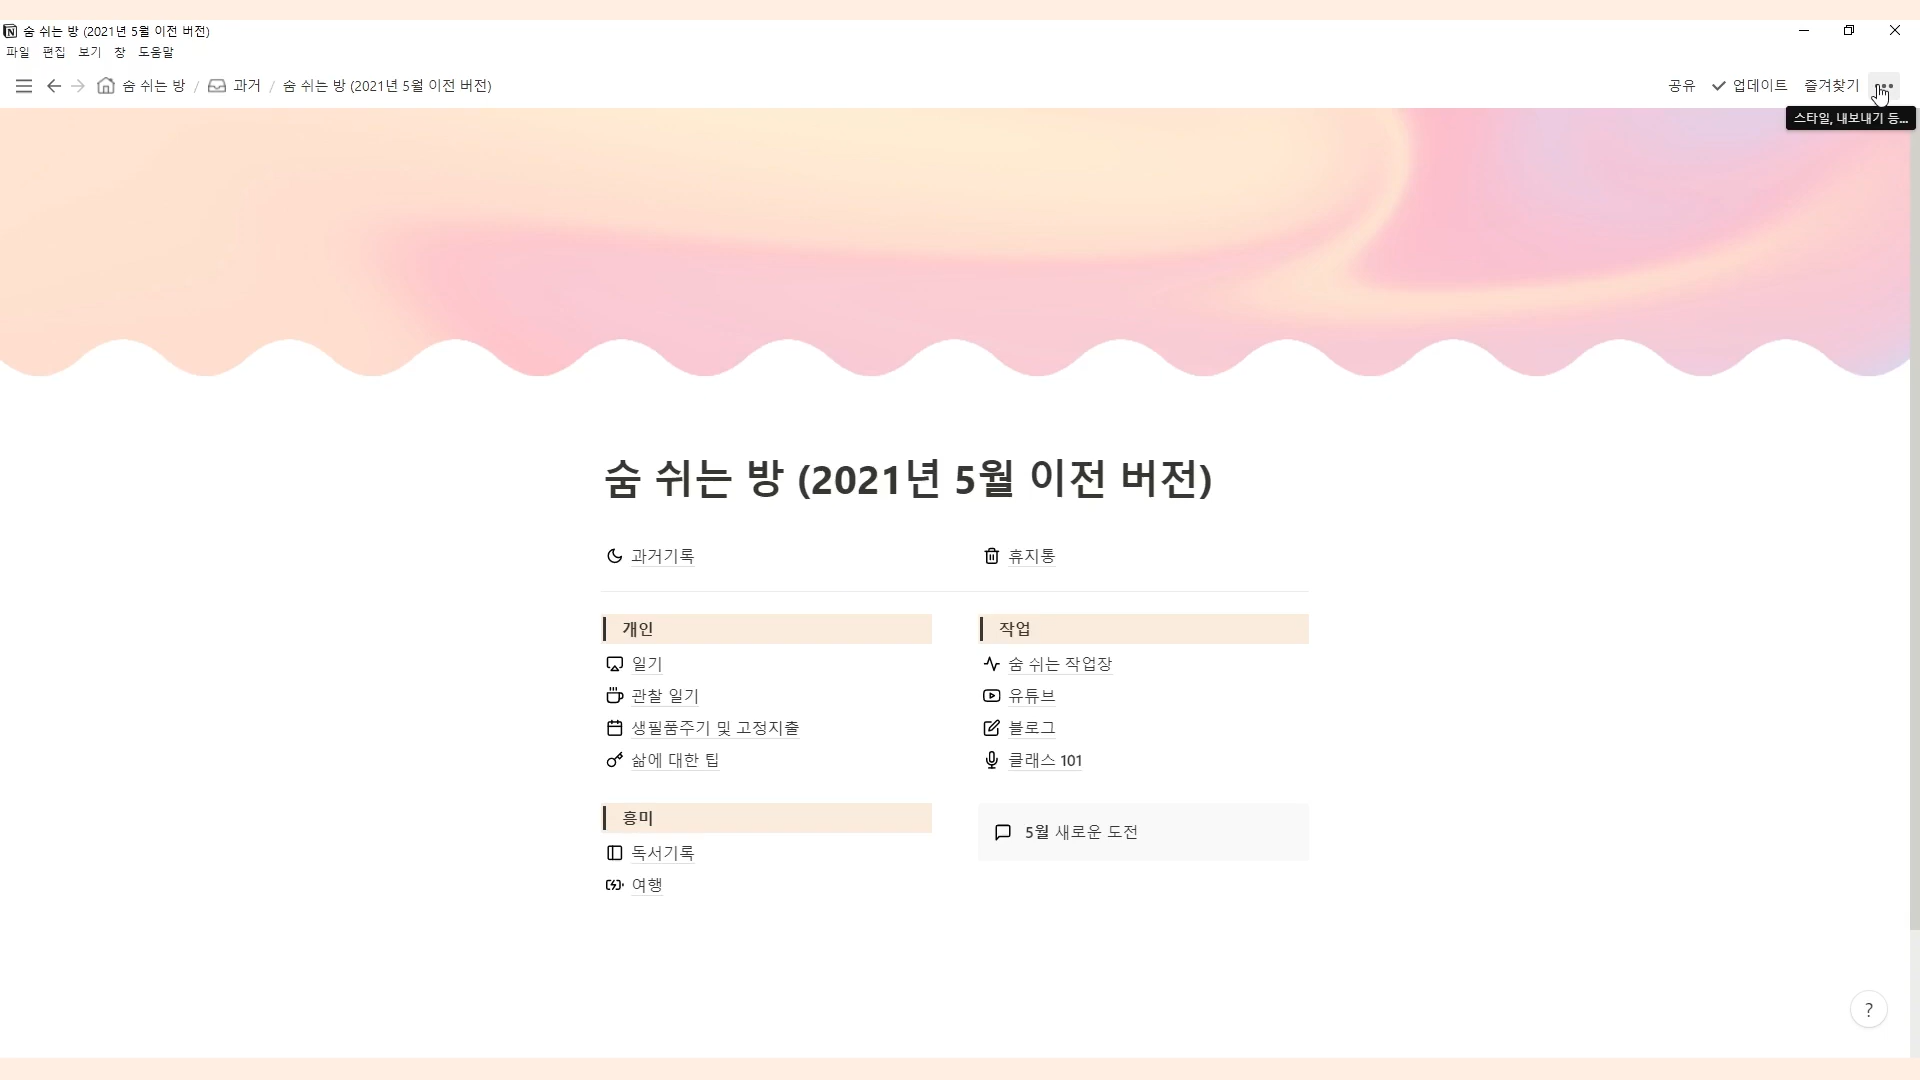 숨 쉬는 방 (2021년 5월 이전 버전)
파일 편집 보기 창 도움말
숨 쉬는 방 / 과거 / 숨 쉬는 방 (2021년 5월 이전 버전)
공유 업데이트 즐겨찾기
스타일, 내보내기 등...
숨 쉬는 방 (2021년 5월 이전 버전)
과거기록
휴지통
개인
일기
관찰 일기
생필품주기 및 고정지출
삶에 대한 팁
작업
숨 쉬는 작업장
유튜브
블로그
클래스 101
흥미
독서기록
여행
5월 새로운 도전
?